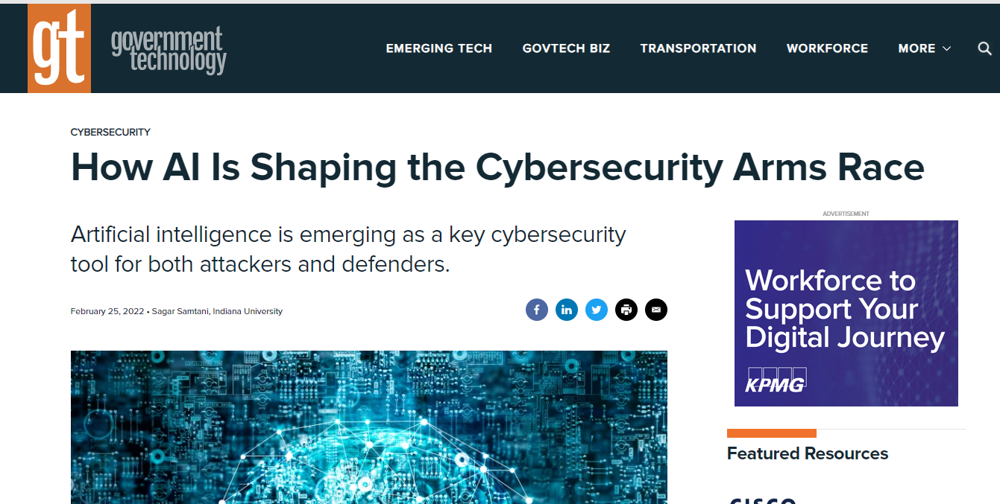 gt
government
technology
EMERGING TECH
GOVTECH BIZ
TRANSPORTATION
WORKFORCE
MORE
CYBERSECURITY
How AI Is Shaping the Cybersecurity Arms Race
Artificial intelligence is emerging as a key cybersecurity
tool for both attackers and defenders.
February 25, 2022 • Sagar Samtani, Indiana University
f
in
ADVERTISEMENT
Workforce to
Support Your
Digital Journey
KPMG
Featured Resources
CISCO